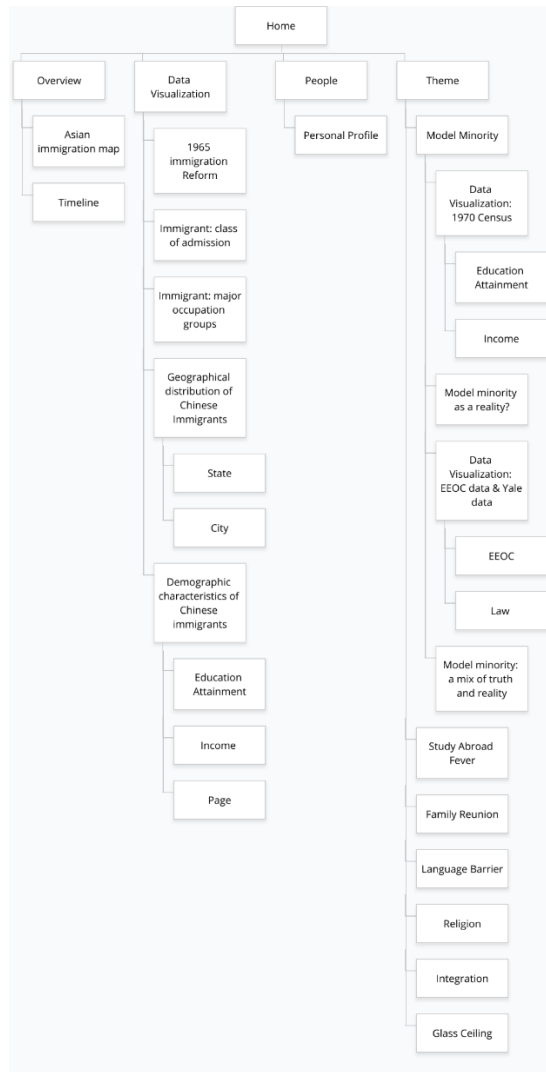 Home
Overview
Asian
immigration map
Timeline
Data
Visualization
1965
immigration
Reform
Immigrant: class
of admission
Immigrant: major
occupation
groups
Geographical
distribution of
Chinese
Immigrants
State
City
Demographic
characteristics of
Chinese
immigrants
Education
Attainment
Income
Page
People
Personal Profile
Theme
Model Minority
Data
Visualization:
1970 Census
Education
Attainment
Income
Model minority
as a reality?
Data
Visualization:
EEOC data & Yale
data
EEOC
Law
Model minority:
a mix of truth
and reality
Study Abroad
Fever
Family Reunion
Language Barrier
Religion
Integration
Glass Ceiling